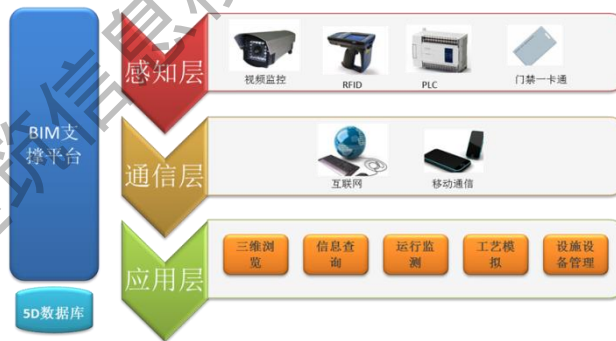 BIM支
撑平台
5D数据库
感知层
视频监控
RFID
PLC
门禁一卡通
通信层
互联网
移动通信
应用层
三维浏
览
信息查
询
运行监
测
工艺模
拟
设施设
备管理
筑信息